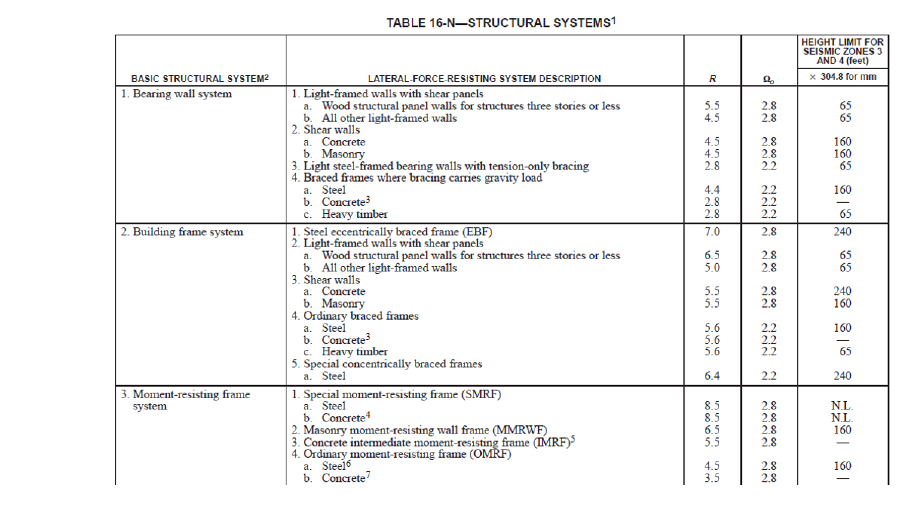 TABLE 16-N—STRUCTURAL SYSTEMS1
BASIC STRUCTURAL SYSTEM2 LATERAL-FORCE-RESISTING SYSTEM DESCRIPTION R Ωo HEIGHT LIMIT FOR SEISMIC ZONES 3 AND 4 (feet) × 304.8 for mm
1. Bearing wall system 1. Light-framed walls with shear panels
a. Wood structural panel walls for structures three stories or less 5.5 2.8 65
b. All other light-framed walls 4.5 2.8 65
2. Shear walls
a. Concrete 4.5 2.8 160
b. Masonry 4.5 2.8 160
3. Light steel-framed bearing walls with tension-only bracing 2.8 2.2 65
4. Braced frames where bracing carries gravity load
a. Steel 4.4 2.2 160
b. Concrete3 2.8 2.2 —
c. Heavy timber 2.8 2.2 65
2. Building frame system 1. Steel eccentrically braced frame (EBF) 7.0 2.8 240
2. Light-framed walls with shear panels
a. Wood structural panel walls for structures three stories or less 6.5 2.8 65
b. All other light-framed walls 5.0 2.8 65
3. Shear walls
a. Concrete 5.5 2.8 240
b. Masonry 5.5 2.8 160
4. Ordinary braced frames
a. Steel 5.6 2.2 160
b. Concrete3 5.6 2.2 —
c. Heavy timber 5.6 2.2 65
5. Special concentrically braced frames
a. Steel 6.4 2.2 240
3. Moment-resisting frame 1. Special moment-resisting frame (SMRF)
system a. Steel 8.5 2.8 N.L.
b. Concrete4 8.5 2.8 N.L.
2. Masonry moment-resisting wall frame (MMRWF) 6.5 2.8 160
3. Concrete intermediate moment-resisting frame (IMRF)5 5.5 2.8 —
4. Ordinary moment-resisting frame (OMRF)
a. Steel6 4.5 2.8 160
b. Concrete7 3.5 2.8 —